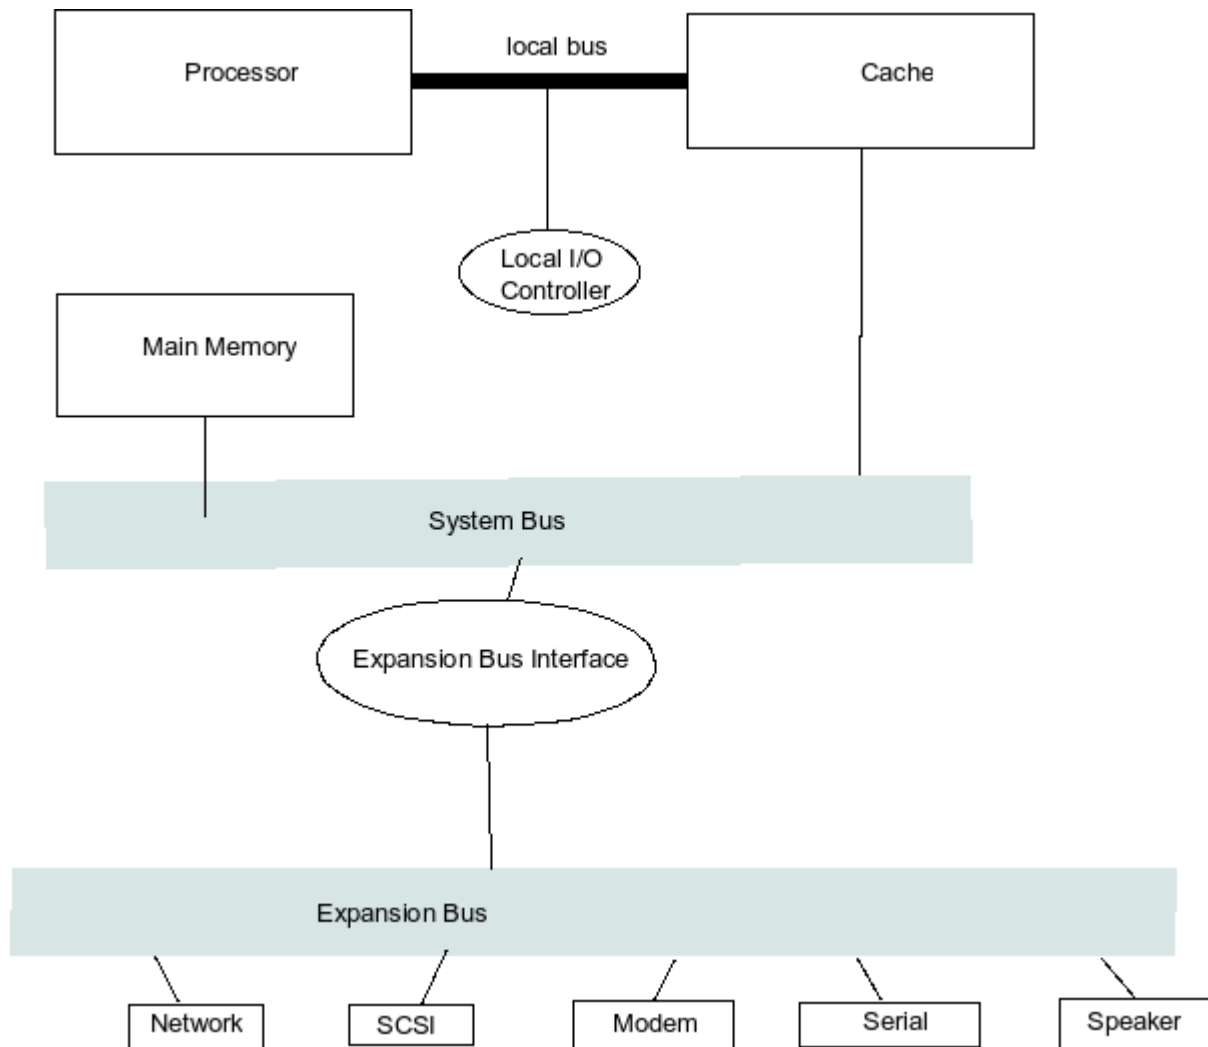 local bus
Processor
Cache
Local I/O
Controller
Main Memory
System Bus
Expansion Bus Interface
Expansion Bus
Network
SCSI
Modem
Serial
Speaker